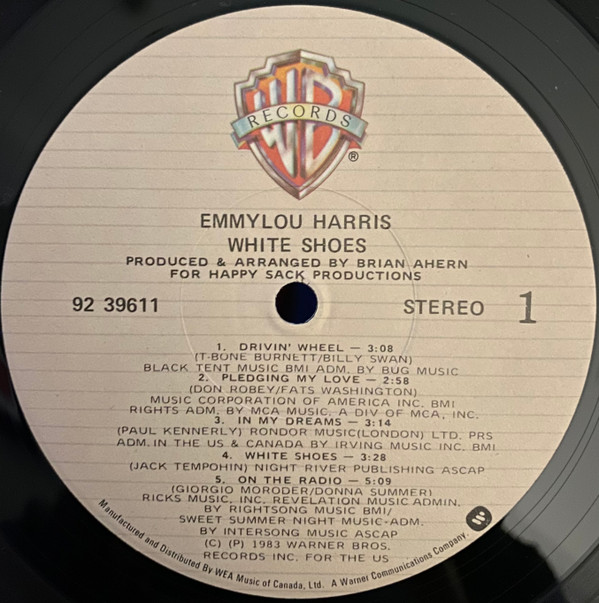 WB
RECORDS
®
EMMYLOU HARRIS
WHITE SHOES
PRODUCED & ARRANGED BY BRIAN AHERN
FOR HAPPY SACK PRODUCTIONS
92 39611
STEREO 1
1. DRIVIN' WHEEL — 3:08
(T-BONE BURNETT/BILLY SWAN)
BLACK TENT MUSIC BMI ADM. BY BUG MUSIC
2. PLEDGING MY LOVE — 2:58
(DON ROBEY/FATS WASHINGTON)
MUSIC CORPORATION OF AMERICA INC. BMI
RIGHTS ADM. BY MCA MUSIC, A DIV OF MCA, INC.
3. IN MY DREAMS — 3:14
(PAUL KENNERLY) RONDOR MUSIC(LONDON) LTD. PRS
ADM. IN THE US & CANADA BY IRVING MUSIC INC. BMI
4. WHITE SHOES — 3:28
(JACK TEMPOHIN) NIGHT RIVER PUBLISHING ASCAP
5. ON THE RADIO — 5:09
(GIORGIO MORODER/DONNA SUMMER)
RICKS MUSIC, INC. REVELATION MUSIC ADMIN.
BY RIGHTSONG MUSIC BMI/
SWEET SUMMER NIGHT MUSIC-ADM.
BY INTERSONG MUSIC ASCAP
(C) (P) 1983 WARNER BROS.
RECORDS INC. FOR THE US
Manufactured and Distributed By WEA Music of Canada, Ltd. A Warner Communications Company.